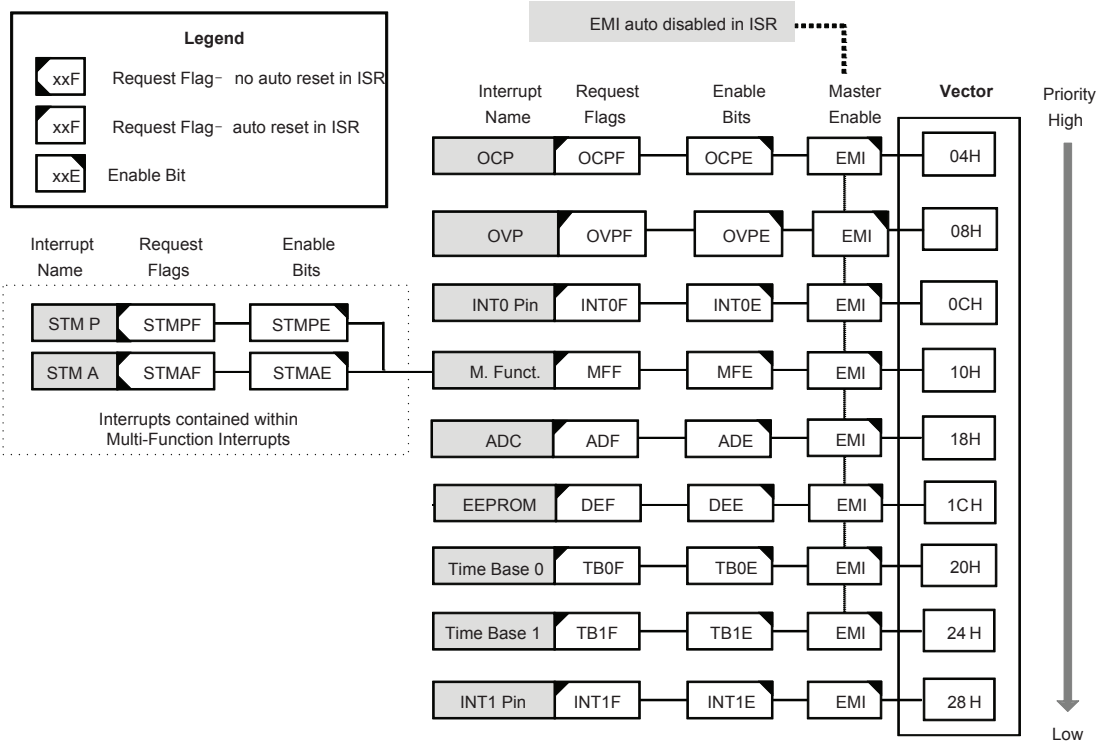 EMI auto disabled in ISR
Legend
xxF Request Flag– no auto reset in ISR
xxF Request Flag– auto reset in ISR
xxE Enable Bit
Interrupt Name
Request Flags
Enable Bits
Master Enable
Vector
Priority High
OCP OCPF OCPE EMI 04H
OVP OVPF OVPE EMI 08H
Interrupt Name
Request Flags
Enable Bits
INT0 Pin INT0F INT0E EMI 0CH
STM P STMPF STMPE
STM A STMAF STMAE
M. Funct. MFF MFE EMI 10H
Interrupts contained within
Multi-Function Interrupts
ADC ADF ADE EMI 18H
EEPROM DEF DEE EMI 1CH
Time Base 0 TB0F TB0E EMI 20H
Time Base 1 TB1F TB1E EMI 24 H
INT1 Pin INT1F INT1E EMI 28 H
Low